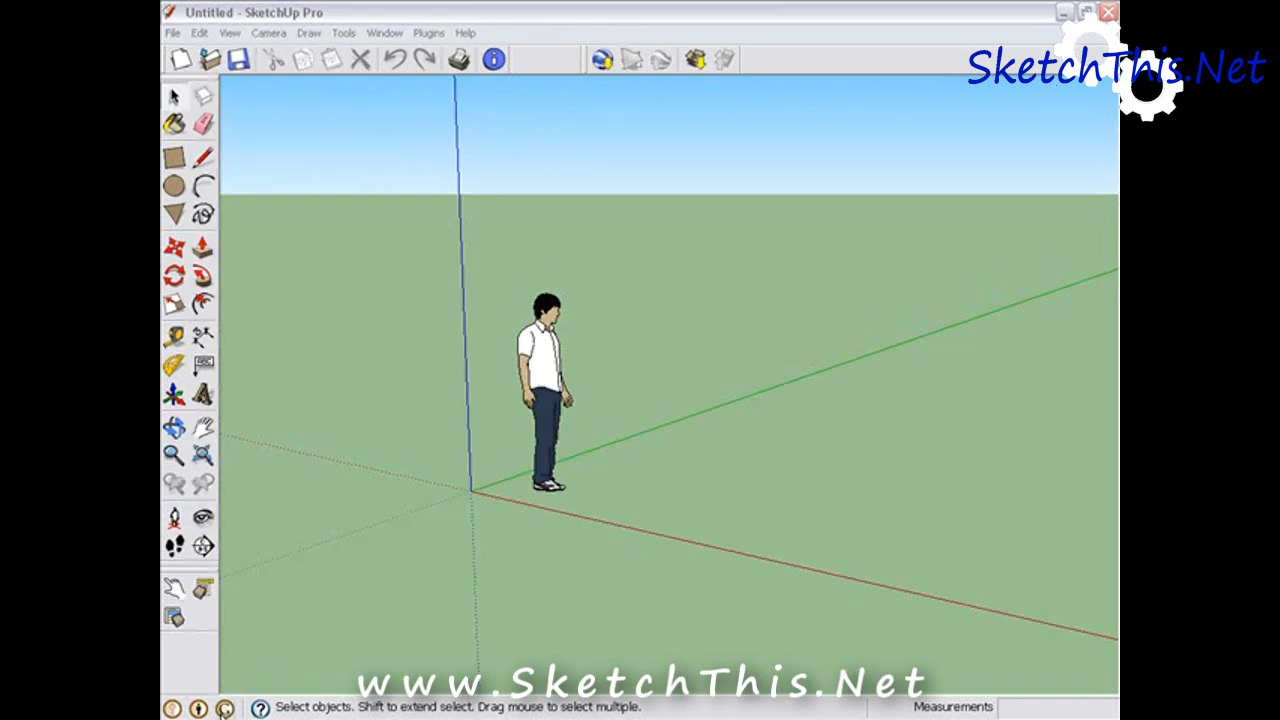 Untitled - SketchUp Pro
File Edit View Camera Draw Tools Window Plugins Help
SketchThis.Net
ABC
www.SketchThis.Net
Select objects. Shift to extend select. Drag mouse to select multiple.
Measurements